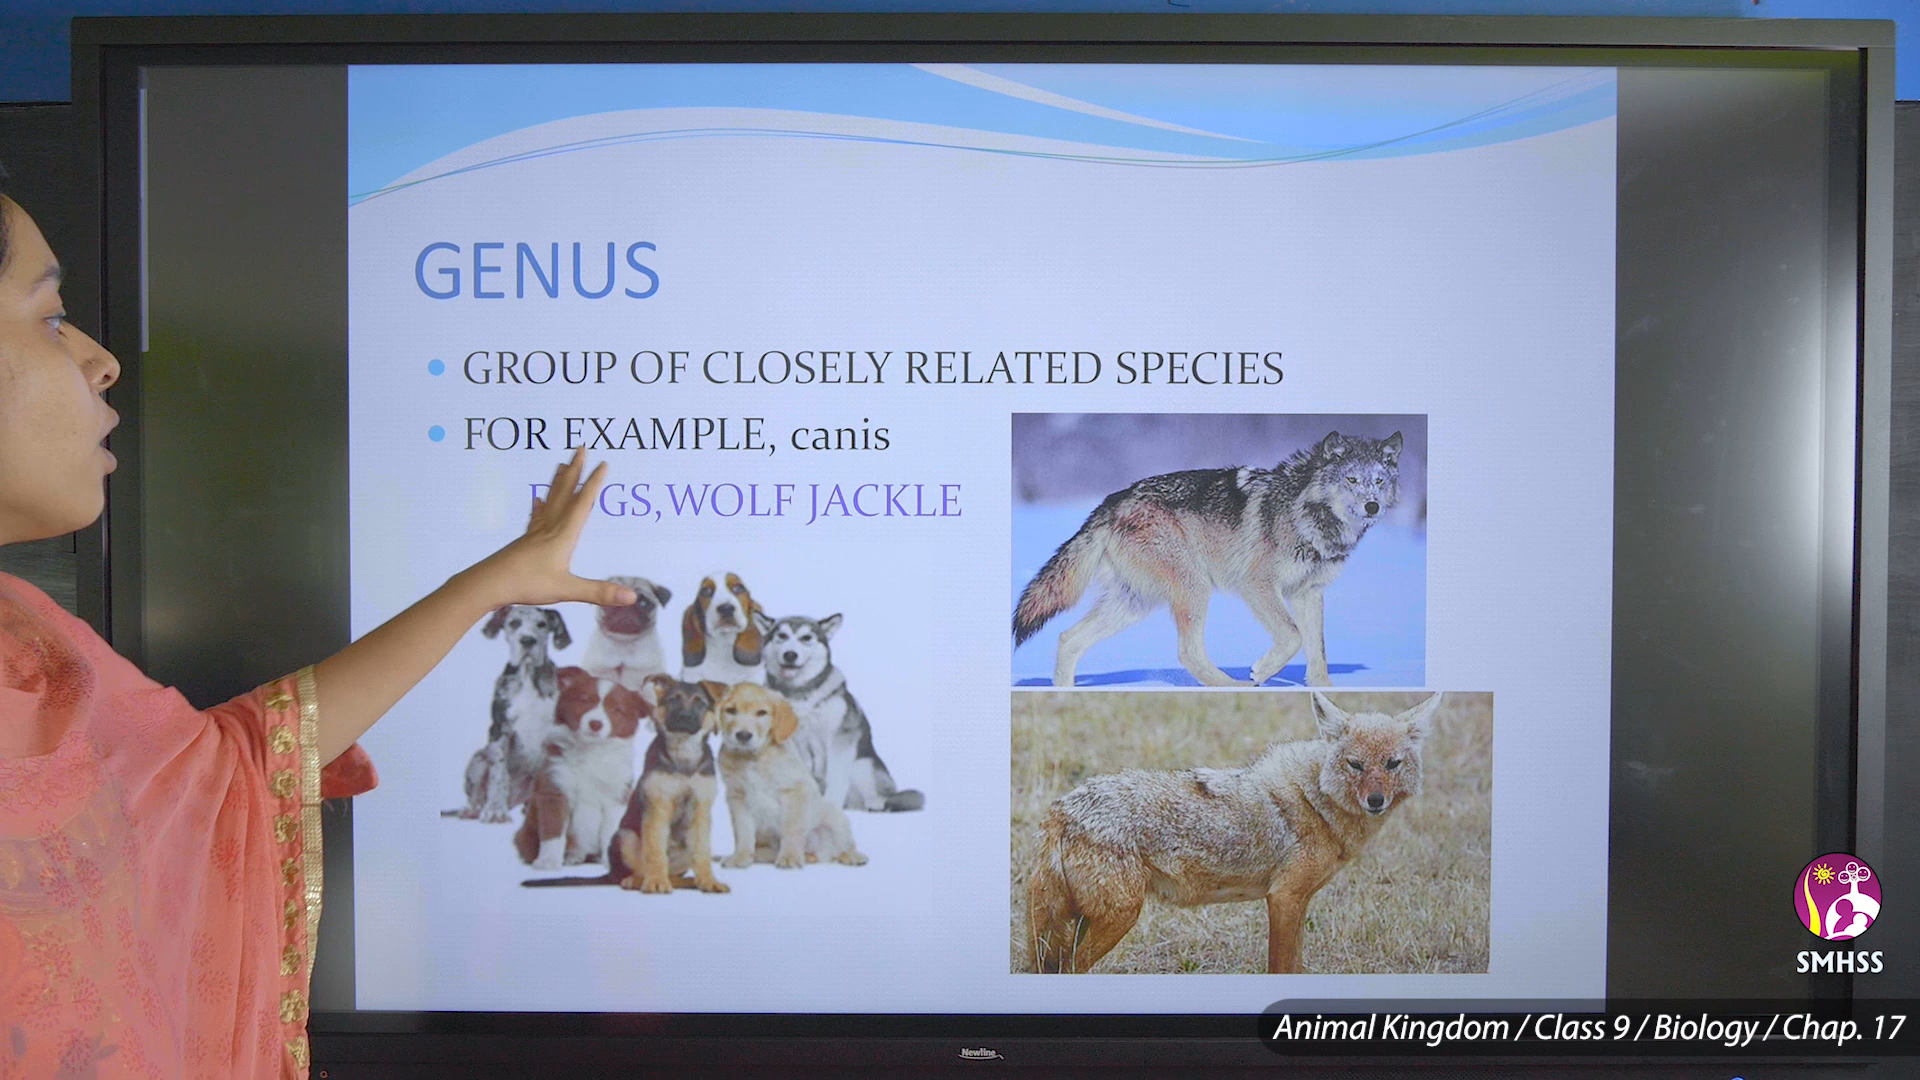 GENUS
GROUP OF CLOSELY RELATED SPECIES
FOR EXAMPLE, canis
DOGS,WOLF JACKLE
SMHSS
Animal Kingdom / Class 9 / Biology / Chap. 17
Newline